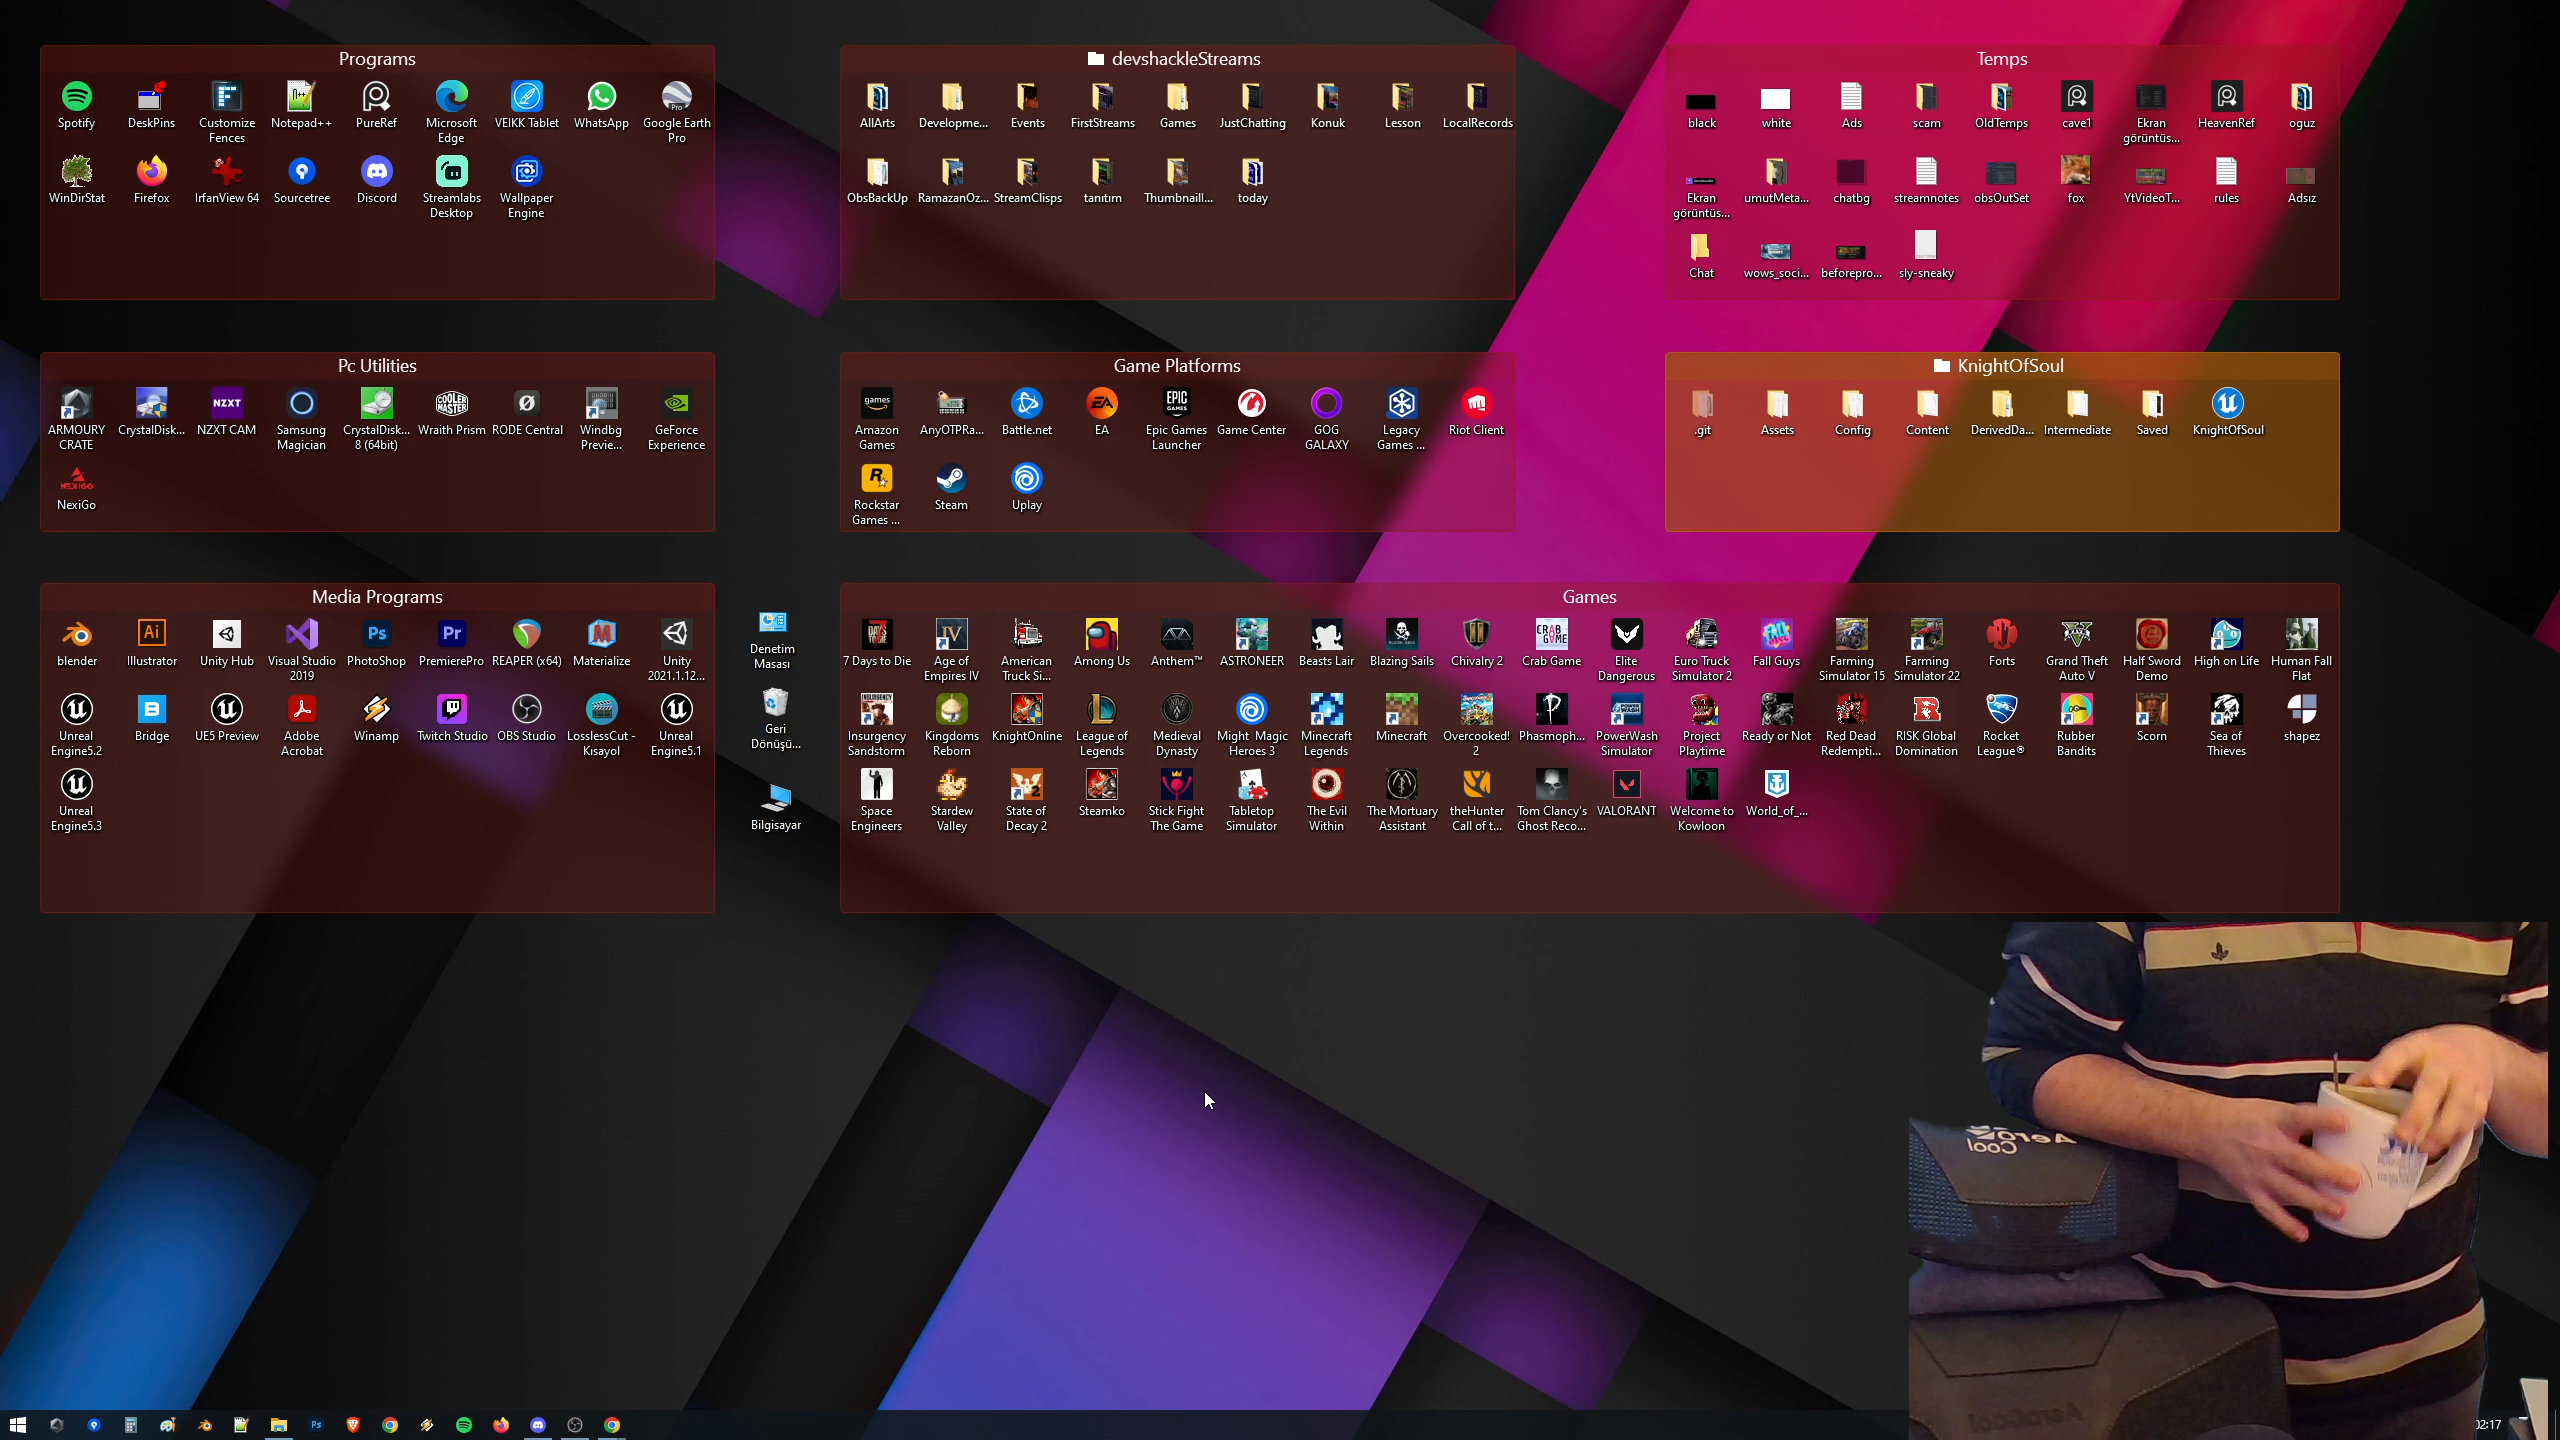 Programs
Spotify
DeskPins
Customize Fences
Notepad++
PureRef
Microsoft Edge
VEIKK Tablet
WhatsApp
Google Earth Pro
WinDirStat
Firefox
IrfanView 64
Sourcetree
Discord
Streamlabs Desktop
Wallpaper Engine
devshackleStreams
AllArts
Developme...
Events
FirstStreams
Games
JustChatting
Konuk
Lesson
LocalRecords
ObsBackUp
RamazanOz...
StreamClisps
tanıtım
Thumbnaill...
today
Temps
black
white
Ads
scam
OldTemps
cave1
Ekran görüntüs...
HeavenRef
oguz
Ekran görüntüs...
umutMeta...
chatbg
streamnotes
obsOutSet
fox
YtVideoT...
rules
Adsız
Chat
wows_soci...
beforepro...
sly-sneaky
Pc Utilities
ARMOURY CRATE
CrystalDisk...
NZXT CAM
Samsung Magician
CrystalDisk... 8 (64bit)
Wraith Prism
RODE Central
Windbg Previe...
GeForce Experience
NexiGo
Game Platforms
Amazon Games
AnyOTPRa...
Battle.net
EA
Epic Games Launcher
Game Center
GOG GALAXY
Legacy Games ...
Riot Client
Rockstar Games ...
Steam
Uplay
KnightOfSoul
.git
Assets
Config
Content
DerivedDa...
Intermediate
Saved
KnightOfSoul
Media Programs
blender
Illustrator
Unity Hub
Visual Studio 2019
PhotoShop
PremierePro
REAPER (x64)
Materialize
Unity 2021.1.12...
Unreal Engine5.2
Bridge
UE5 Preview
Adobe Acrobat
Winamp
Twitch Studio
OBS Studio
LosslessCut - Kısayol
Unreal Engine5.1
Unreal Engine5.3
Denetim Masası
Geri Dönüşü...
Bilgisayar
Games
7 Days to Die
Age of Empires IV
American Truck Si...
Among Us
Anthem™
ASTRONEER
Beasts Lair
Blazing Sails
Chivalry 2
Crab Game
Elite Dangerous
Euro Truck Simulator 2
Fall Guys
Farming Simulator 15
Farming Simulator 22
Forts
Grand Theft Auto V
Half Sword Demo
High on Life
Human Fall Flat
Insurgency Sandstorm
Kingdoms Reborn
KnightOnline
League of Legends
Medieval Dynasty
Might Magic Heroes 3
Minecraft Legends
Minecraft
Overcooked! 2
Phasmoph...
PowerWash Simulator
Project Playtime
Ready or Not
Red Dead Redempti...
RISK Global Domination
Rocket League®
Rubber Bandits
Scorn
Sea of Thieves
shapez
Space Engineers
Stardew Valley
State of Decay 2
Steamko
Stick Fight The Game
Tabletop Simulator
The Evil Within
The Mortuary Assistant
theHunter Call of t...
Tom Clancy's Ghost Reco...
VALORANT
Welcome to Kowloon
World_of_...
Aero Cool
02:17